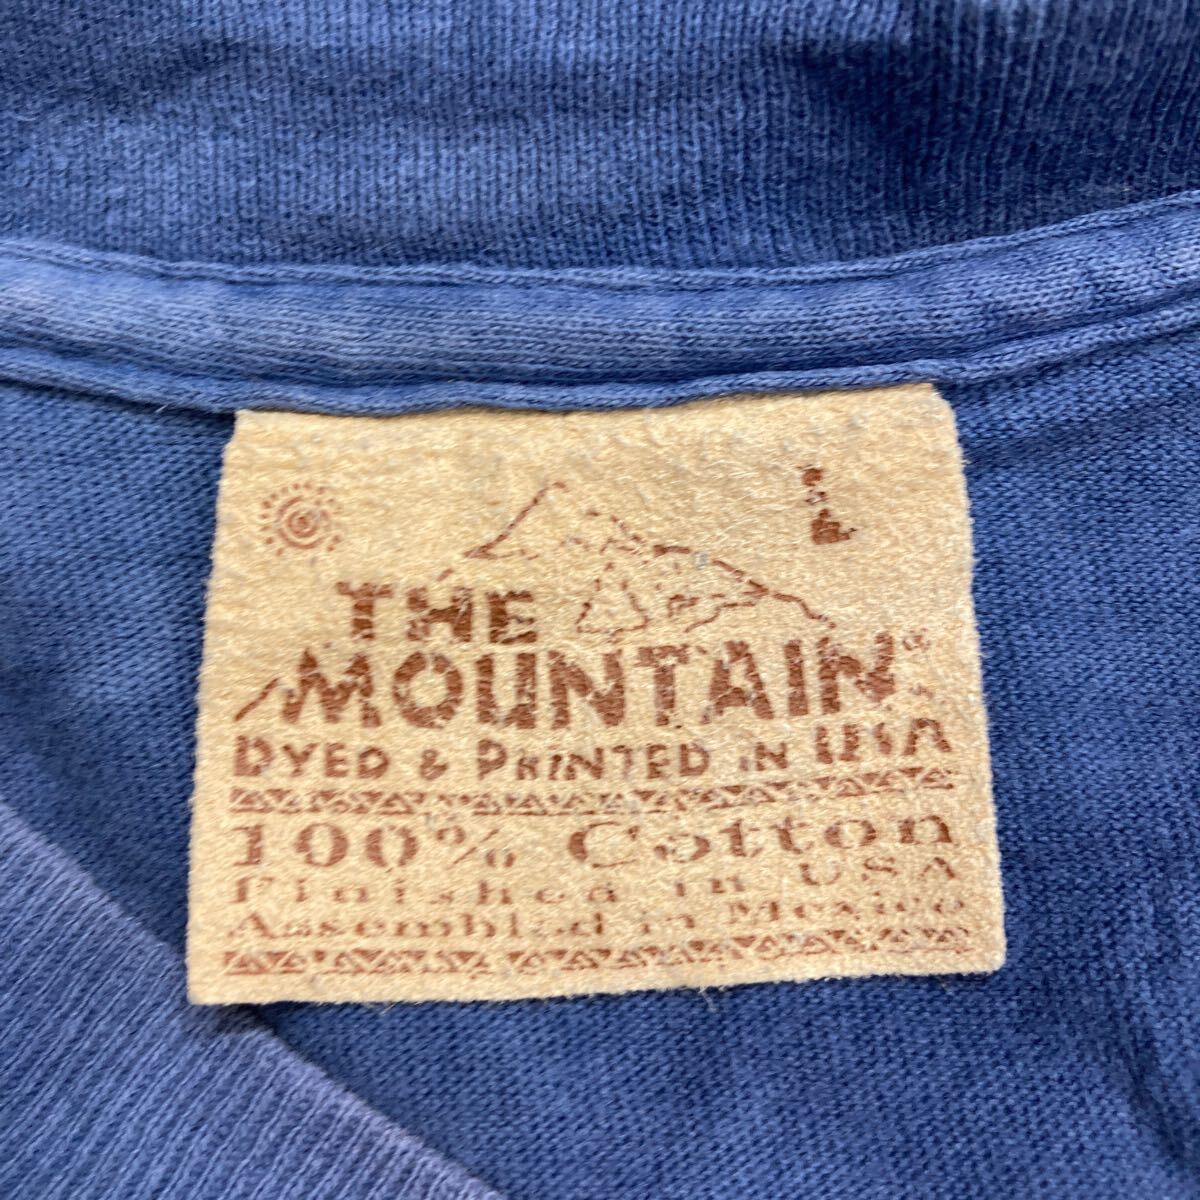 L
THE
MOUNTAIN®
DYED & PRINTED IN USA
100% Cotton
Finished in USA
Assembled in Mexico